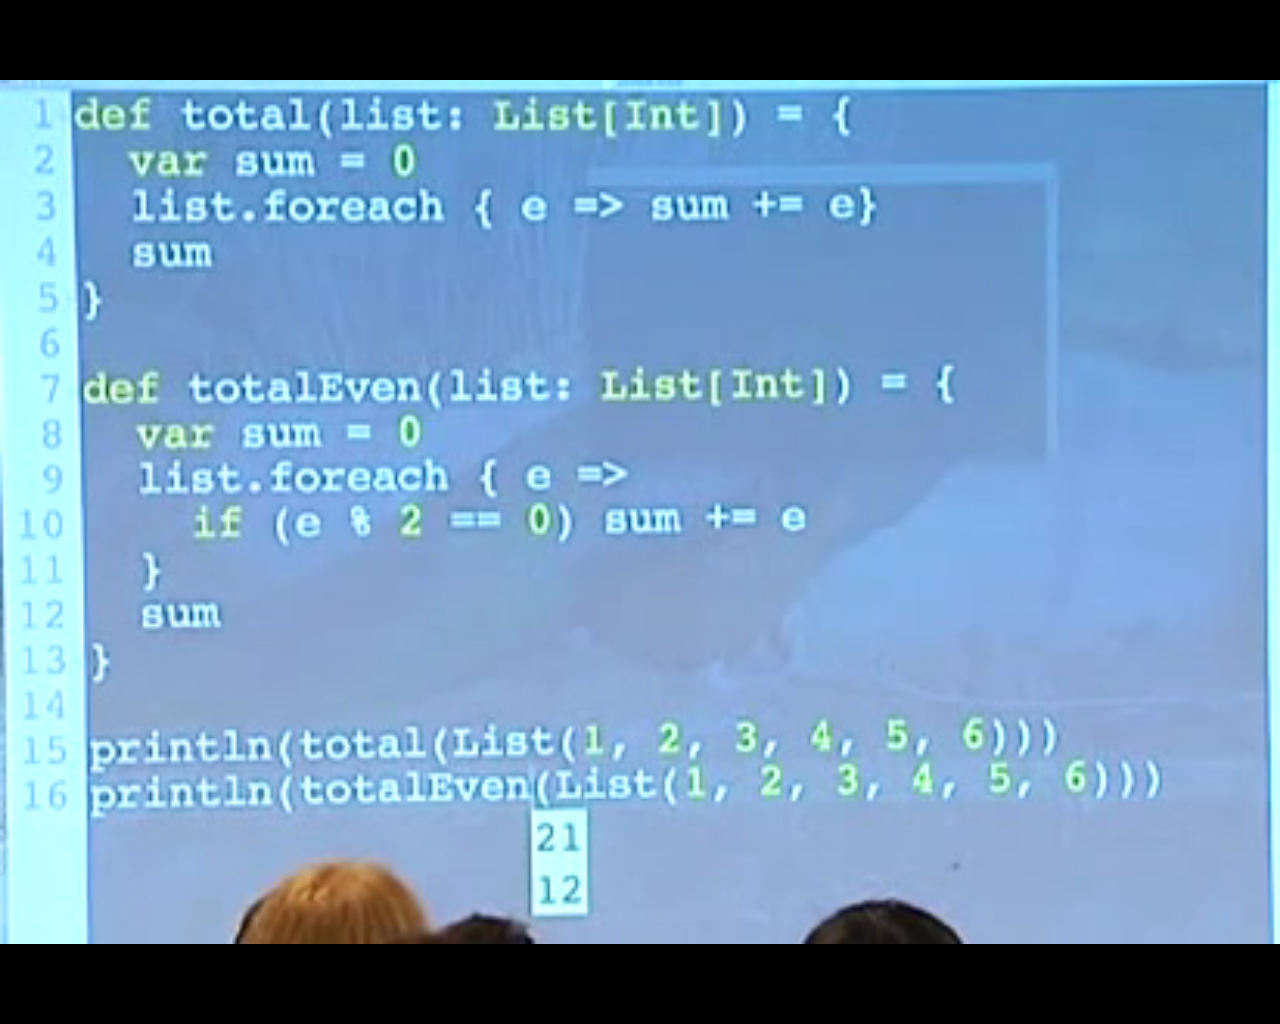 1 def total(list: List[Int]) = {
2   var sum = 0
3   list.foreach { e => sum += e}
4   sum
5 }
6
7 def totalEven(list: List[Int]) = {
8   var sum = 0
9   list.foreach { e =>
10     if (e % 2 == 0) sum += e
11   }
12   sum
13 }
14
15 println(total(List(1, 2, 3, 4, 5, 6)))
16 println(totalEven(List(1, 2, 3, 4, 5, 6)))
21
12